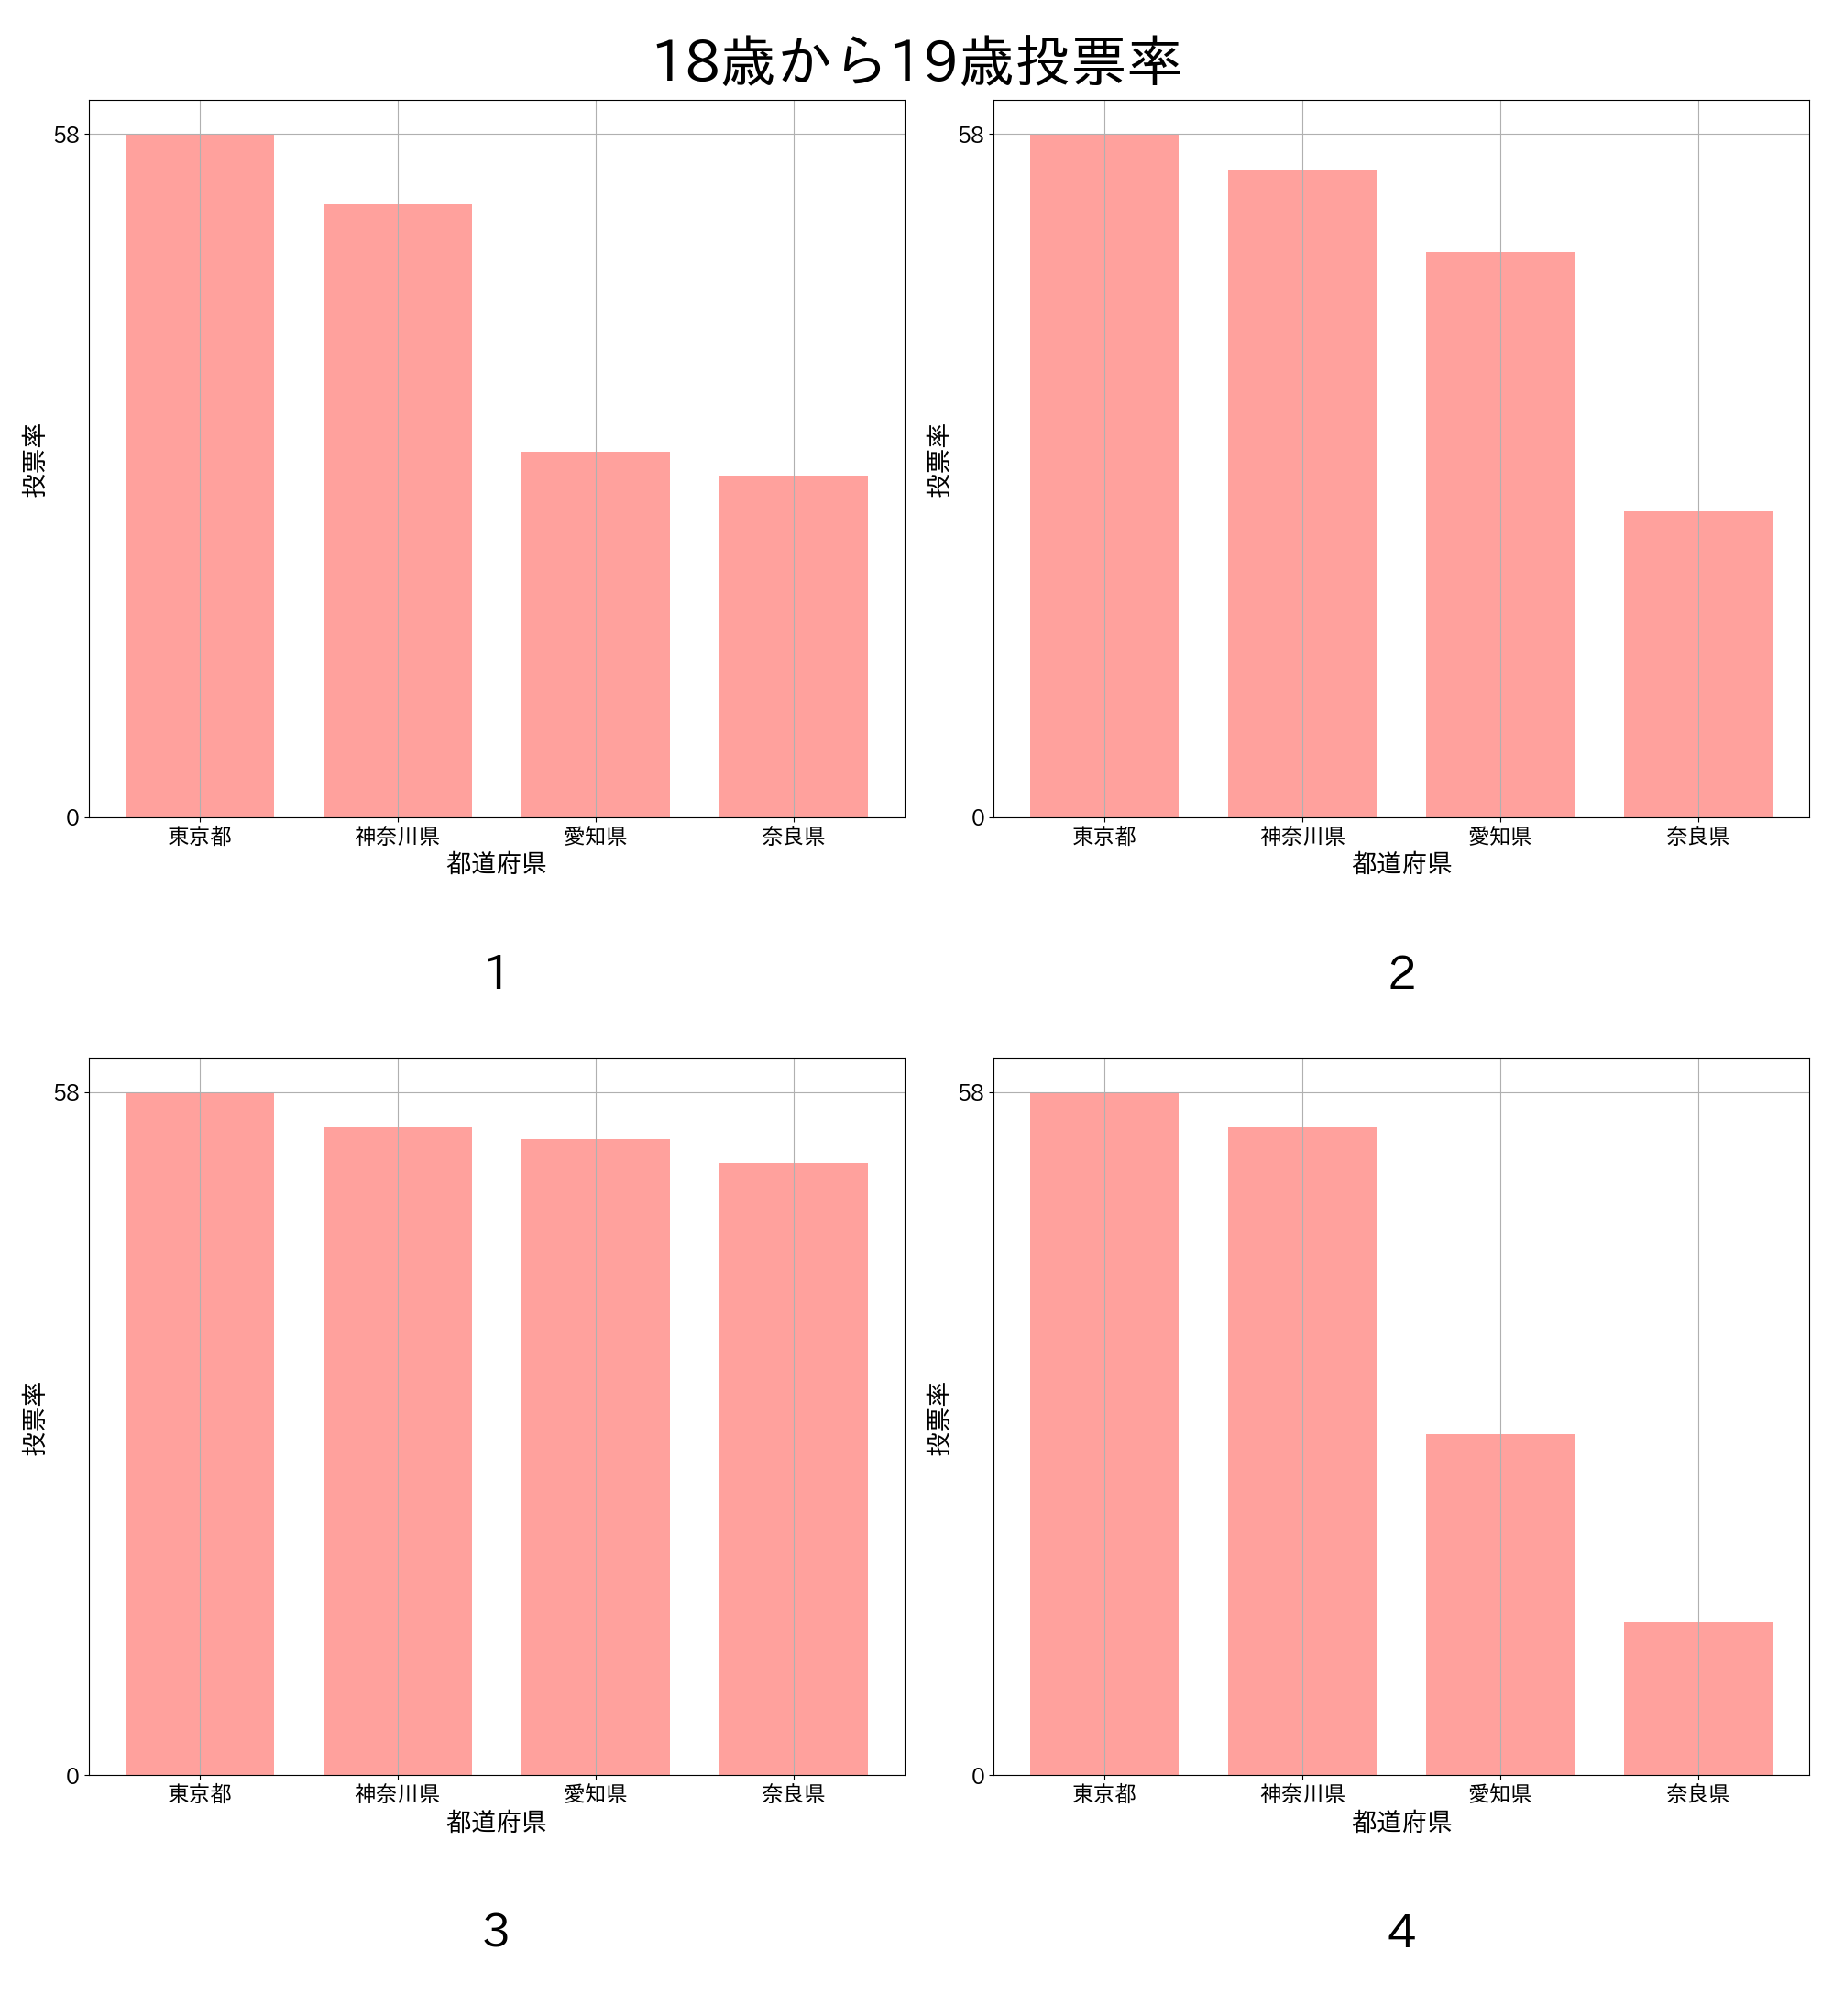 18歳から19歳投票率
58
0
投票率
東京都 神奈川県 愛知県 奈良県
都道府県
1
58
0
投票率
東京都 神奈川県 愛知県 奈良県
都道府県
2
58
0
投票率
東京都 神奈川県 愛知県 奈良県
都道府県
3
58
0
投票率
東京都 神奈川県 愛知県 奈良県
都道府県
4